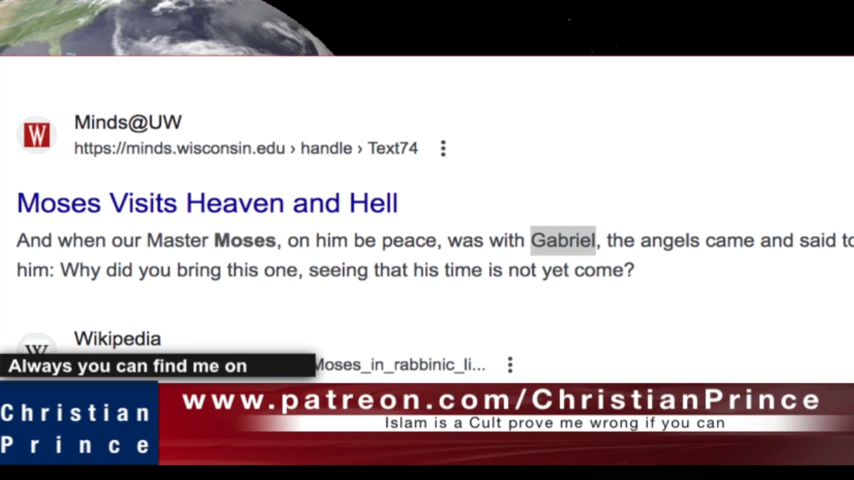 Minds@UW
https://minds.wisconsin.edu › handle › Text74
Moses Visits Heaven and Hell
And when our Master Moses, on him be peace, was with Gabriel, the angels came and said to
him: Why did you bring this one, seeing that his time is not yet come?
Wikipedia
Moses_in_rabbinic_li...
Always you can find me on
Christian
Prince
www.patreon.com/ChristianPrince
Islam is a Cult prove me wrong if you can